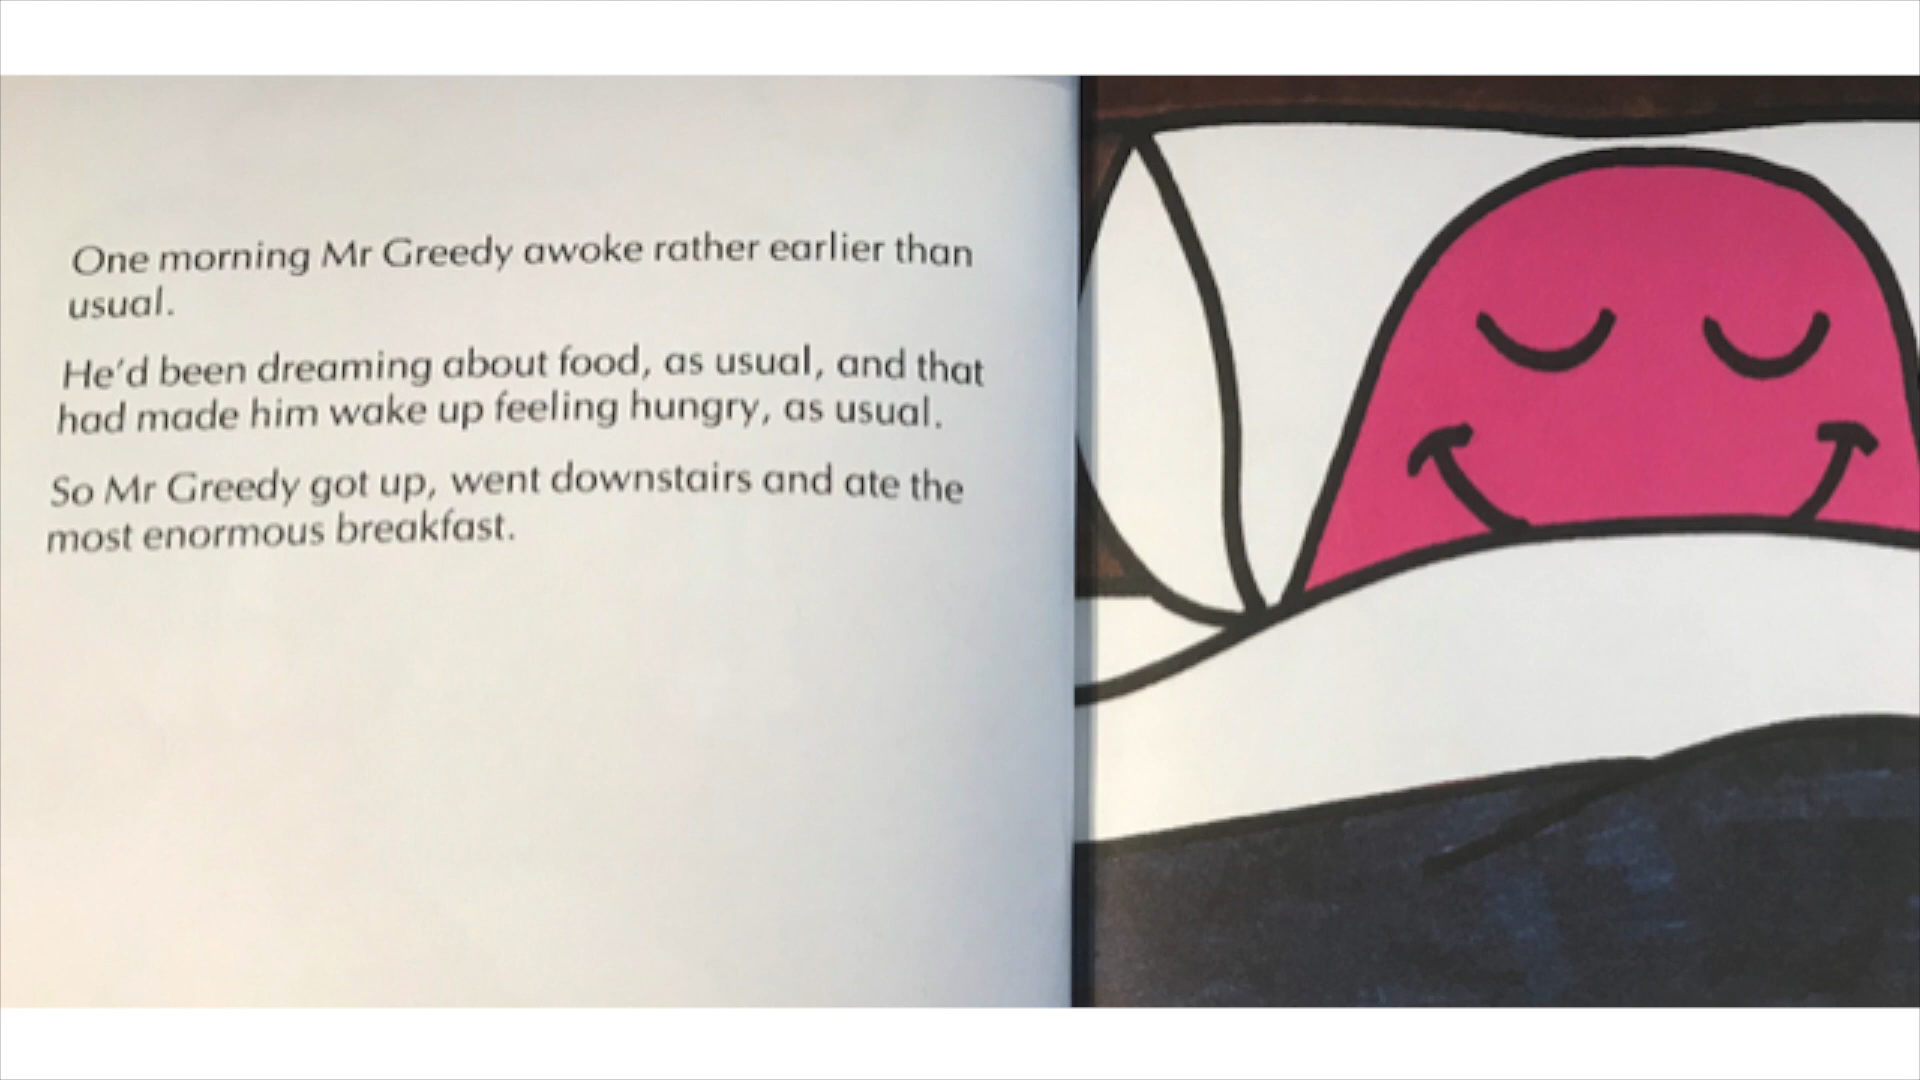 One morning Mr Greedy awoke rather earlier than
usual.
He'd been dreaming about food, as usual, and that
had made him wake up feeling hungry, as usual.
So Mr Greedy got up, went downstairs and ate the
most enormous breakfast.